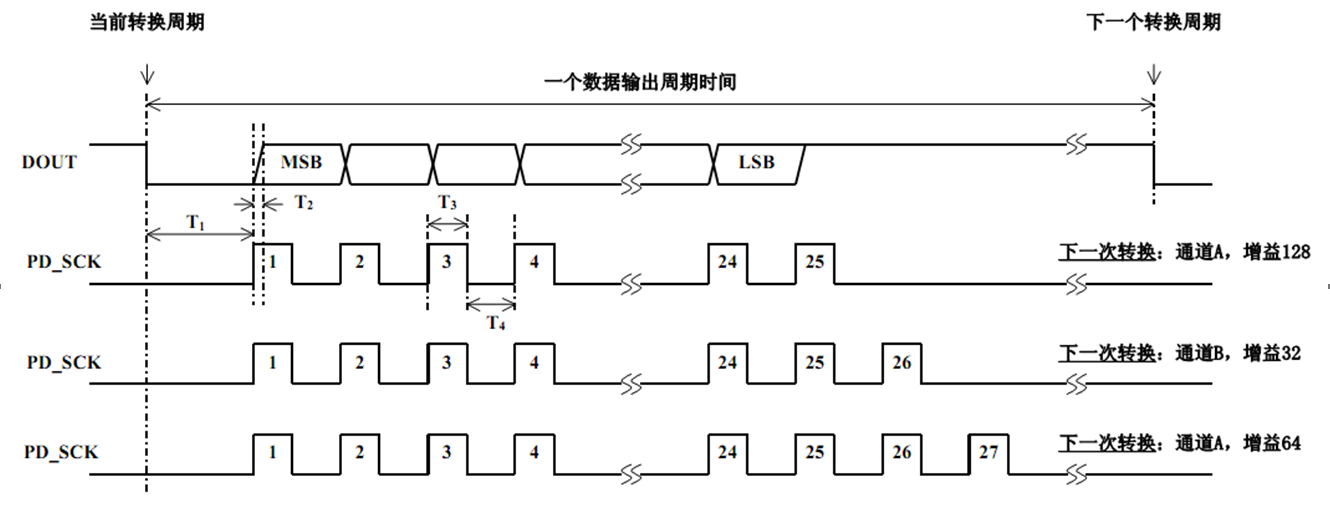 当前转换周期 下一个转换周期
一个数据输出周期时间
DOUT MSB LSB
T₁ T₂ T₃
PD_SCK 1 2 3 4 24 25 下一次转换：通道A，增益128
T₄
PD_SCK 1 2 3 4 24 25 26 下一次转换：通道B，增益32
PD_SCK 1 2 3 4 24 25 26 27 下一次转换：通道A，增益64